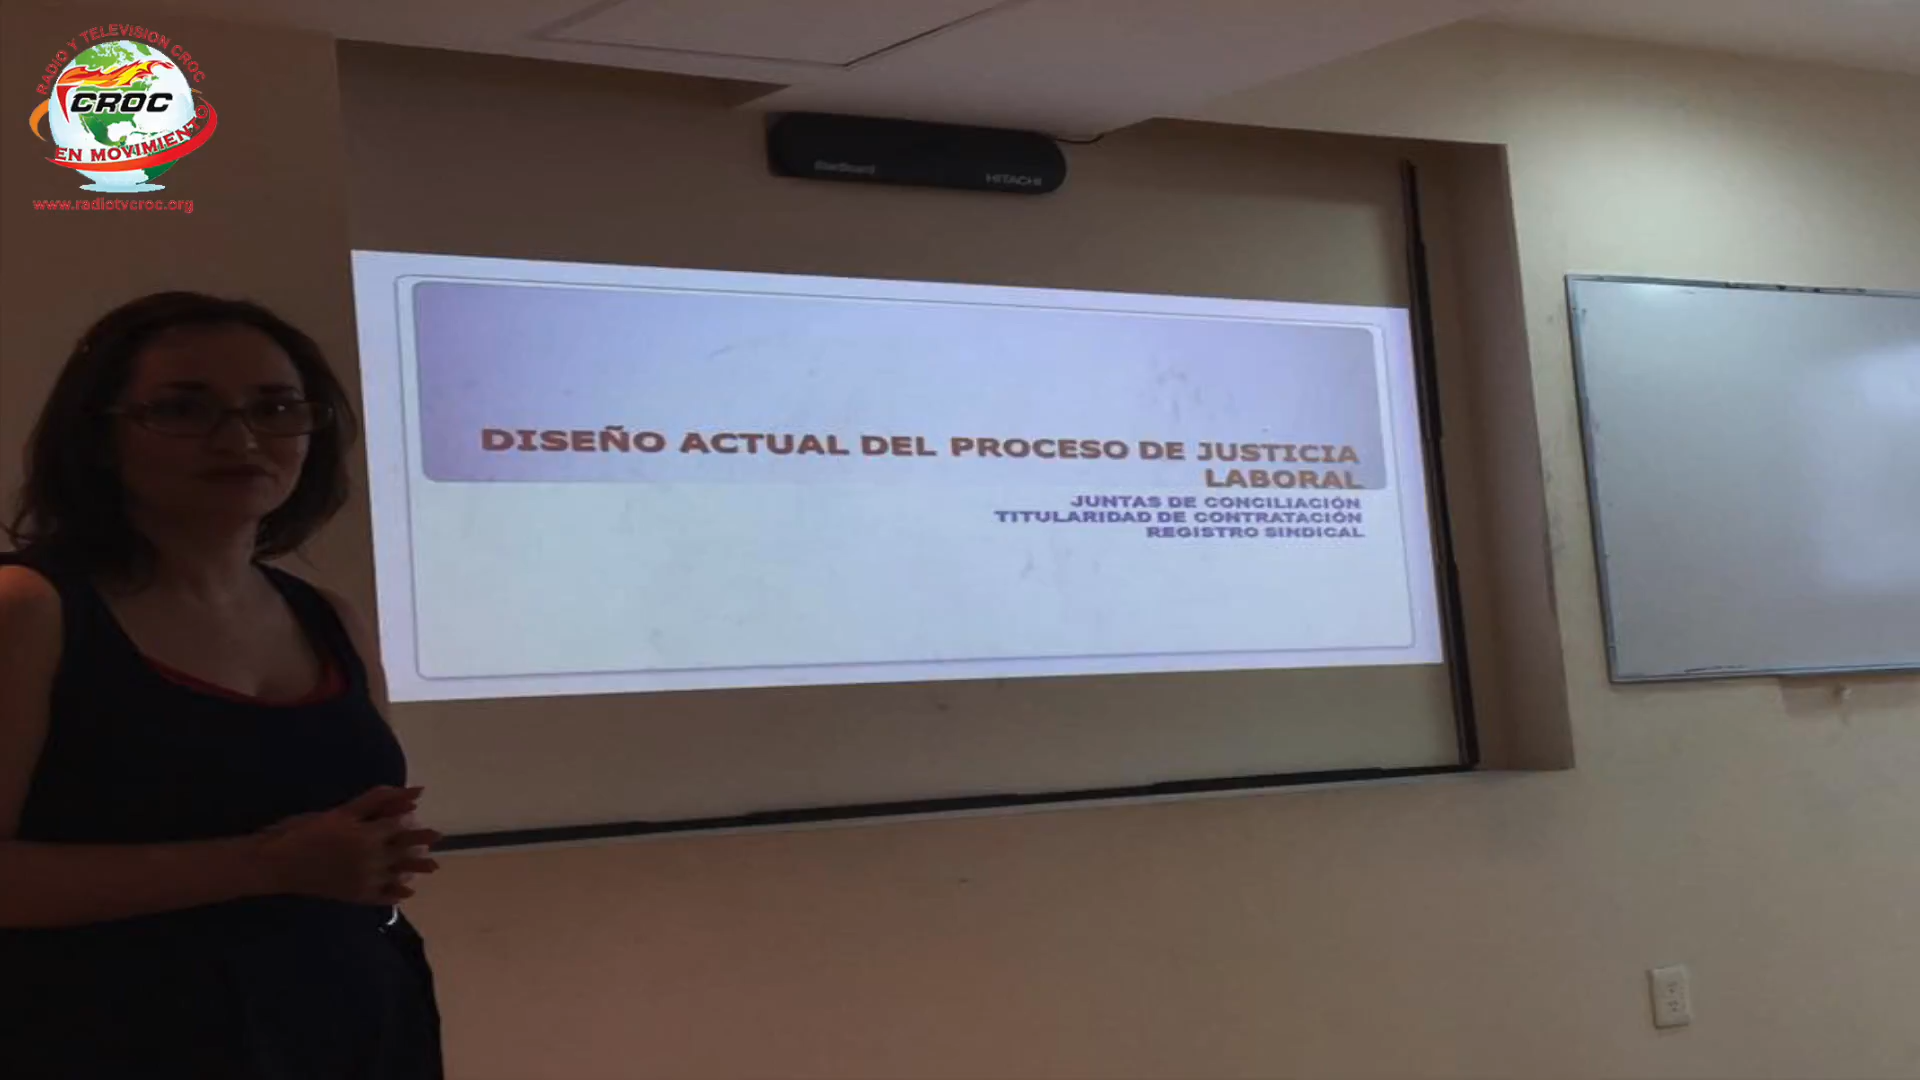 RADIO Y TELEVISION CROC
CROC
EN MOVIMIENTO
www.radiotvcroc.org
StarBoard
HITACHI
DISEÑO ACTUAL DEL PROCESO DE JUSTICIA
LABORAL
JUNTAS DE CONCILIACIÓN
TITULARIDAD DE CONTRATACIÓN
REGISTRO SINDICAL